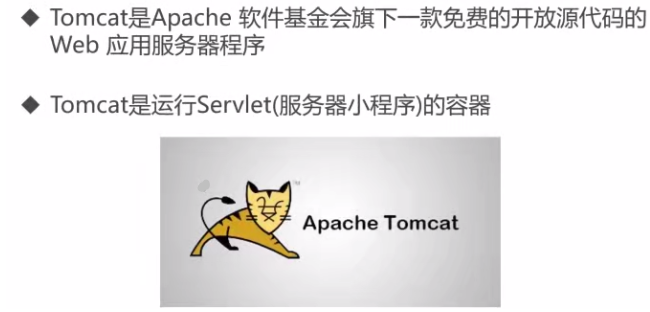 ◆ Tomcat是Apache 软件基金会旗下一款免费的开放源代码的
Web 应用服务器程序
◆ Tomcat是运行Servlet(服务器小程序)的容器
™
Apache Tomcat